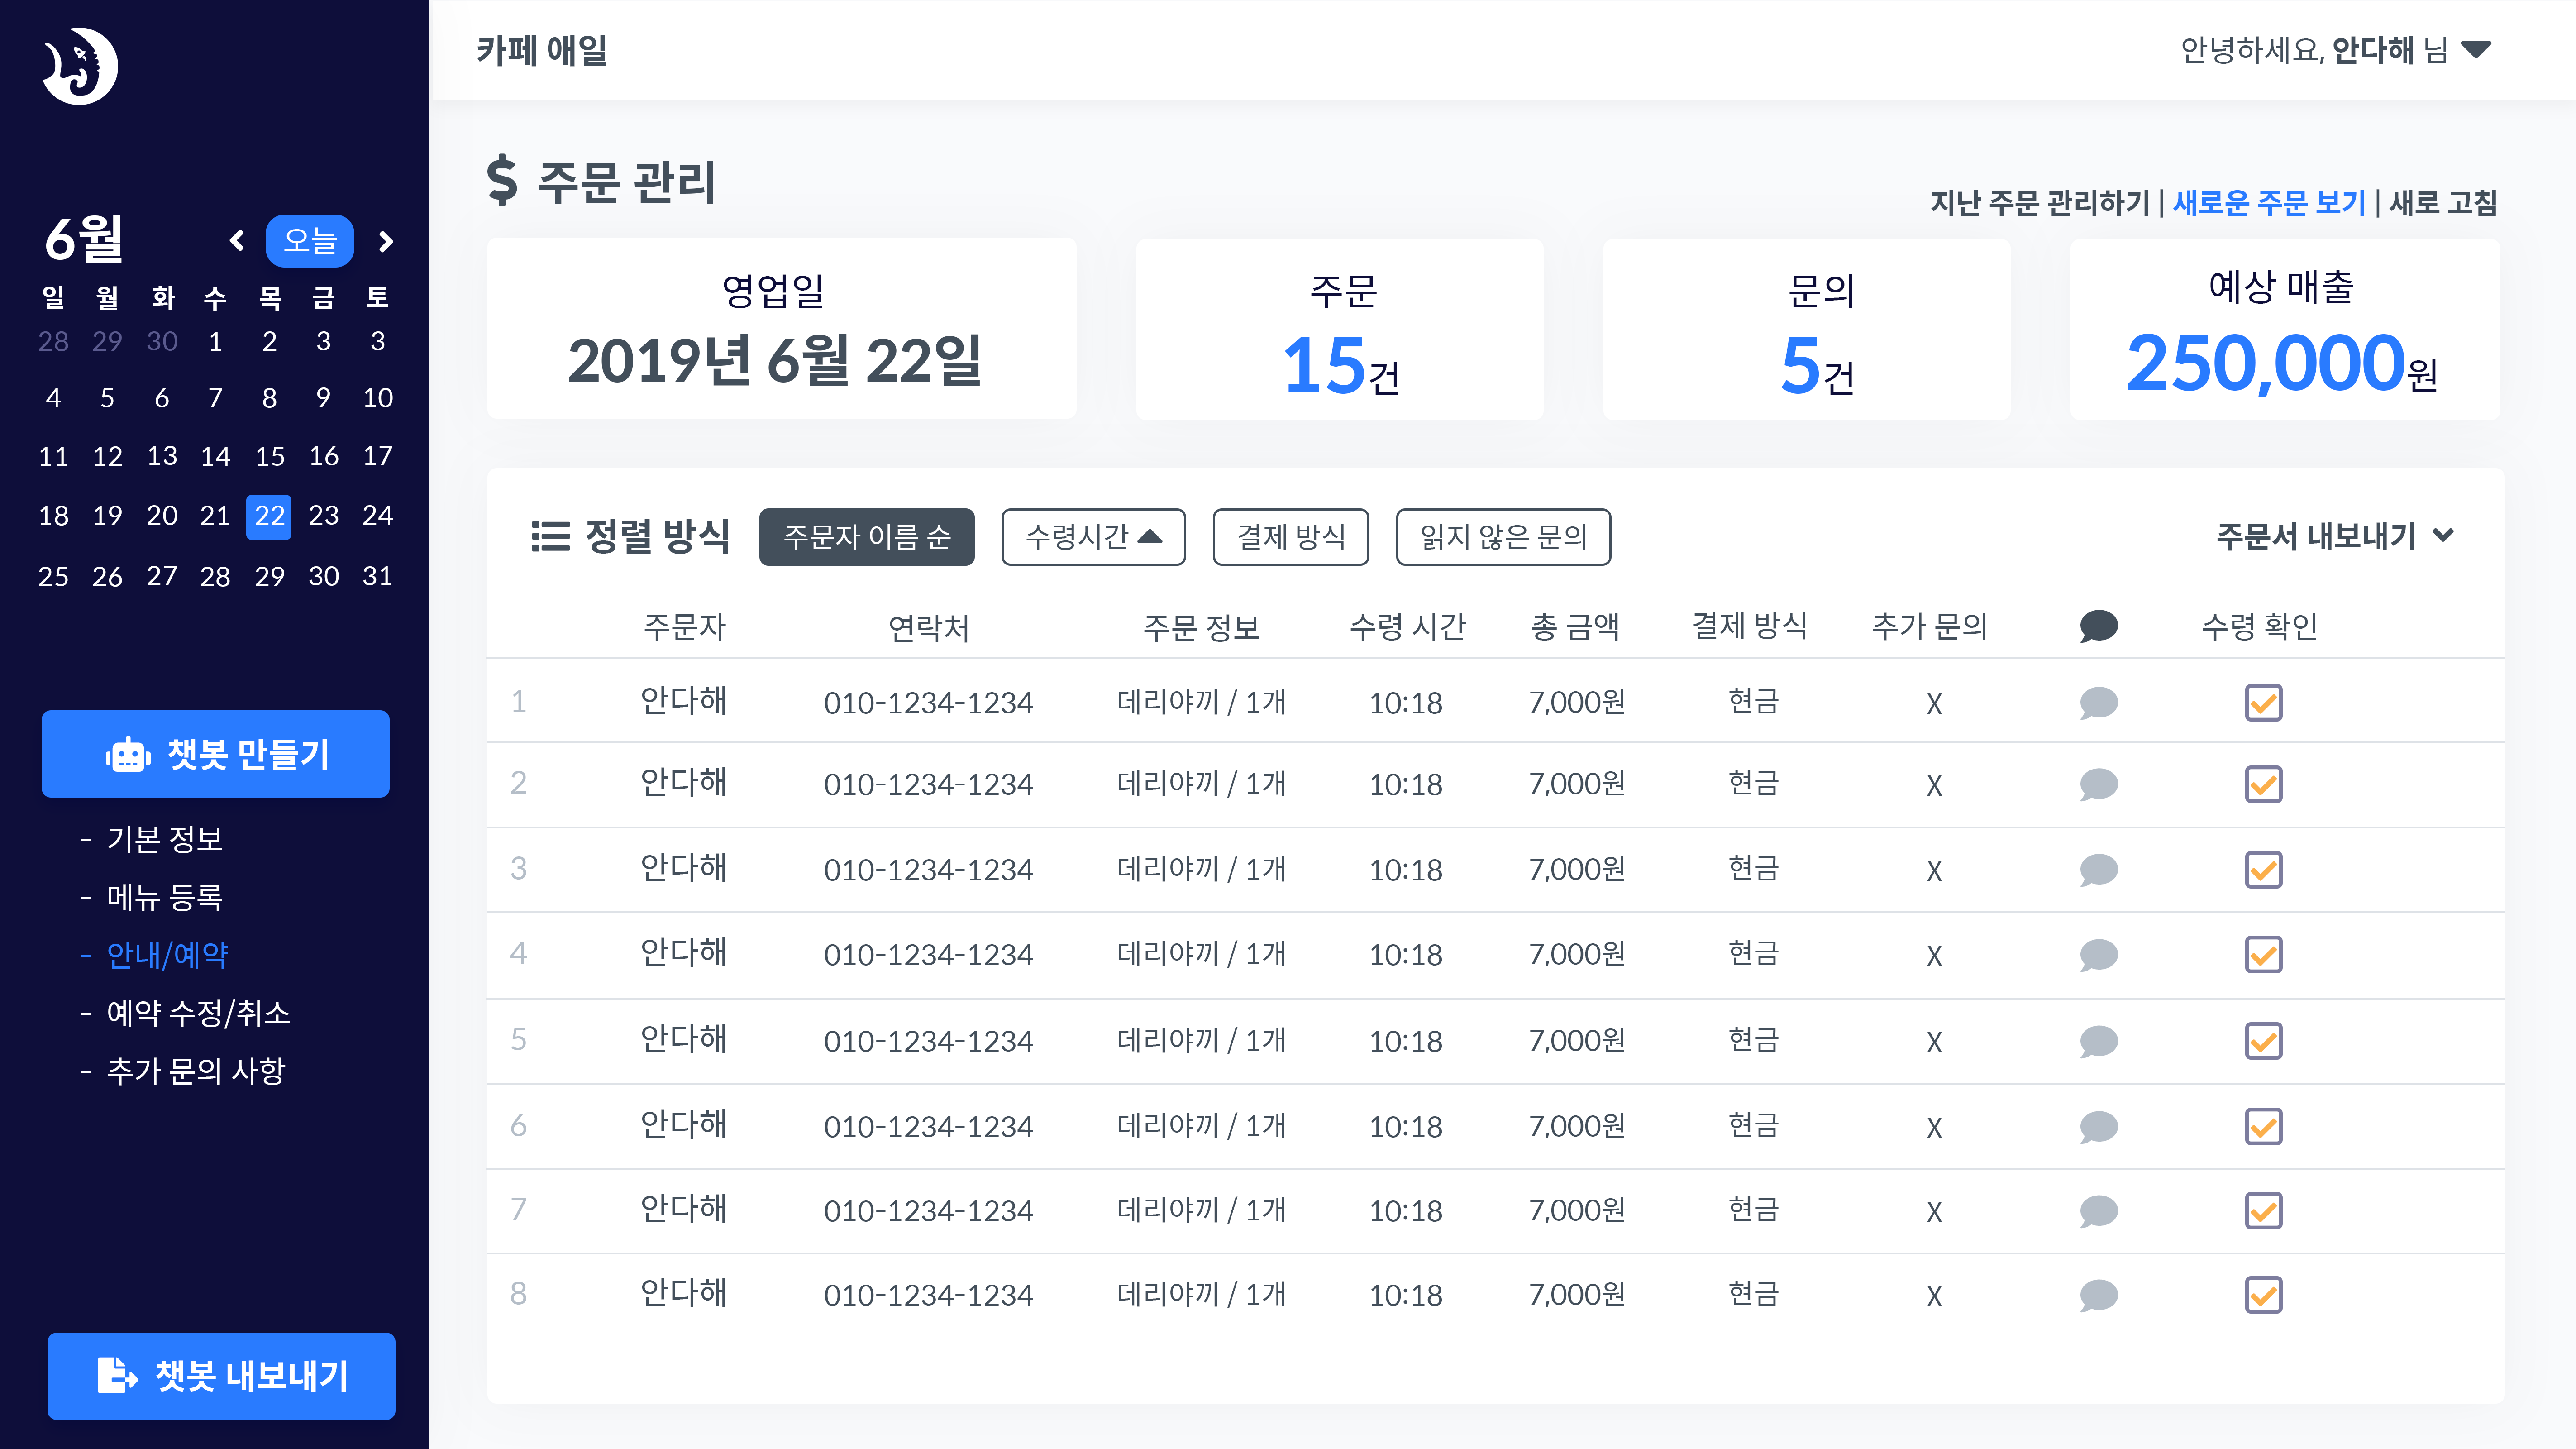 카페 애일
안녕하세요, 안다해 님
6월
오늘
일 월 화 수 목 금 토
28 29 30 1 2 3 3
4 5 6 7 8 9 10
11 12 13 14 15 16 17
18 19 20 21 22 23 24
25 26 27 28 29 30 31
챗봇 만들기
- 기본 정보
- 메뉴 등록
- 안내/예약
- 예약 수정/취소
- 추가 문의 사항
챗봇 내보내기
$ 주문 관리
지난 주문 관리하기 | 새로운 주문 보기 | 새로 고침
영업일
2019년 6월 22일
주문
15건
문의
5건
예상 매출
250,000원
정렬 방식 주문자 이름 순 수령시간 결제 방식 읽지 않은 문의 주문서 내보내기
주문자 연락처 주문 정보 수령 시간 총 금액 결제 방식 추가 문의 수령 확인
1 안다해 010-1234-1234 데리야끼 / 1개 10:18 7,000원 현금 X
2 안다해 010-1234-1234 데리야끼 / 1개 10:18 7,000원 현금 X
3 안다해 010-1234-1234 데리야끼 / 1개 10:18 7,000원 현금 X
4 안다해 010-1234-1234 데리야끼 / 1개 10:18 7,000원 현금 X
5 안다해 010-1234-1234 데리야끼 / 1개 10:18 7,000원 현금 X
6 안다해 010-1234-1234 데리야끼 / 1개 10:18 7,000원 현금 X
7 안다해 010-1234-1234 데리야끼 / 1개 10:18 7,000원 현금 X
8 안다해 010-1234-1234 데리야끼 / 1개 10:18 7,000원 현금 X